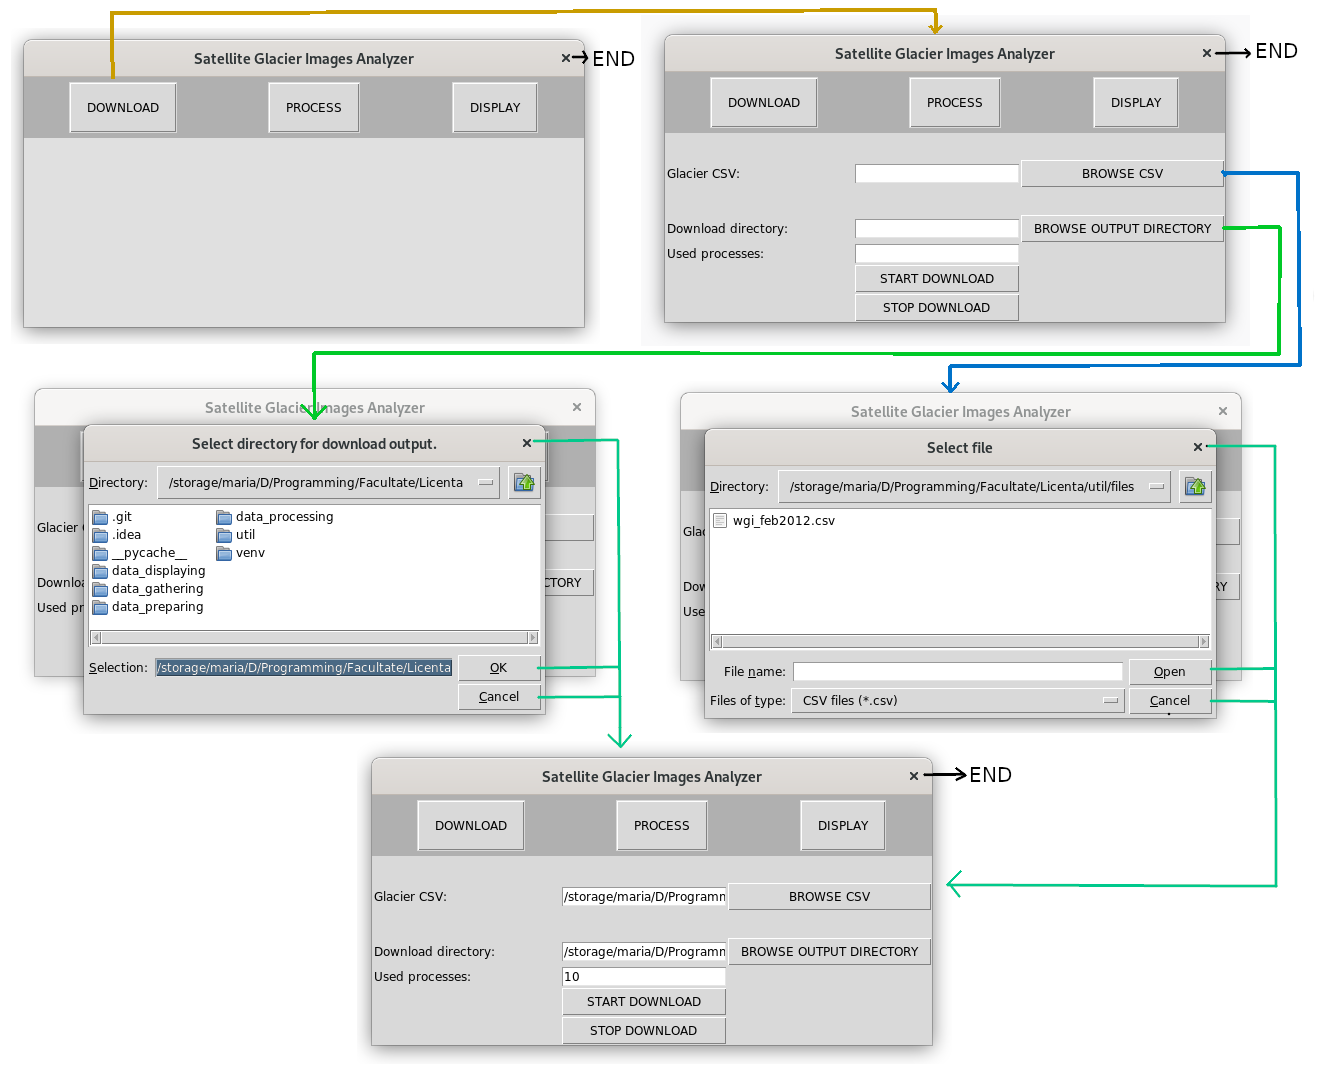 Satellite Glacier Images Analyzer
END
DOWNLOAD
PROCESS
DISPLAY
Satellite Glacier Images Analyzer
END
DOWNLOAD
PROCESS
DISPLAY
Glacier CSV:
BROWSE CSV
Download directory:
BROWSE OUTPUT DIRECTORY
Used processes:
START DOWNLOAD
STOP DOWNLOAD
Satellite Glacier Images Analyzer
Select directory for download output.
Directory:
/storage/maria/D/Programming/Facultate/Licenta
.git
.idea
__pycache__
data_displaying
data_gathering
data_preparing
data_processing
util
venv
Glacier
Downloa
CTORY
Used pr
Selection:
/storage/maria/D/Programming/Facultate/Licenta
OK
Cancel
Satellite Glacier Images Analyzer
Select file
Directory:
/storage/maria/D/Programming/Facultate/Licenta/util/files
wgi_feb2012.csv
Glac
Dow
RY
Use
File name:
Open
Files of type:
CSV files (*.csv)
Cancel
Satellite Glacier Images Analyzer
END
DOWNLOAD
PROCESS
DISPLAY
Glacier CSV:
/storage/maria/D/Programn
BROWSE CSV
Download directory:
/storage/maria/D/Programn
BROWSE OUTPUT DIRECTORY
Used processes:
10
START DOWNLOAD
STOP DOWNLOAD